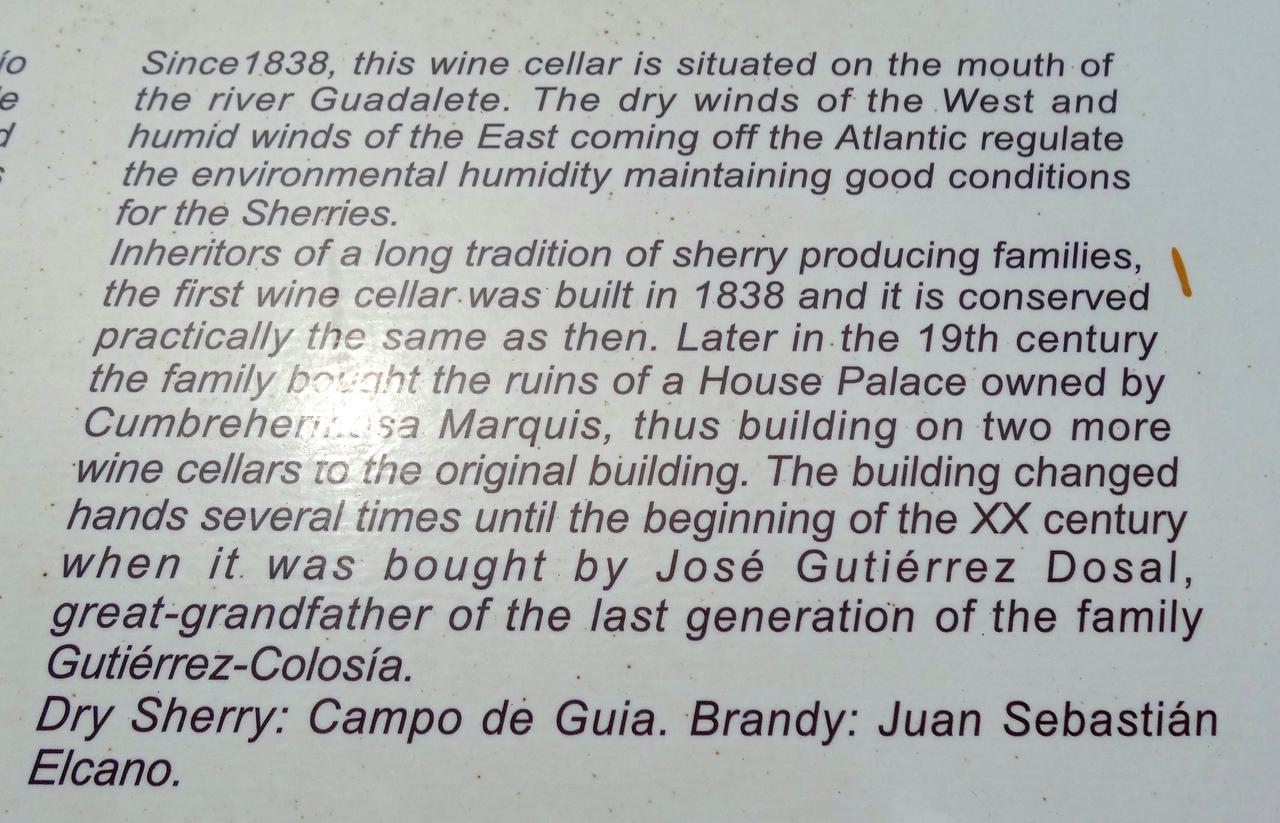 Since 1838, this wine cellar is situated on the mouth of
the river Guadalete. The dry winds of the West and
humid winds of the East coming off the Atlantic regulate
the environmental humidity maintaining good conditions
for the Sherries.
Inheritors of a long tradition of sherry producing families,
the first wine cellar was built in 1838 and it is conserved
practically the same as then. Later in the 19th century
the family bought the ruins of a House Palace owned by
Cumbrehermosa Marquis, thus building on two more
wine cellars to the original building. The building changed
hands several times until the beginning of the XX century
when it was bought by José Gutiérrez Dosal,
great-grandfather of the last generation of the family
Gutiérrez-Colosía.
Dry Sherry: Campo de Guia. Brandy: Juan Sebastián
Elcano.